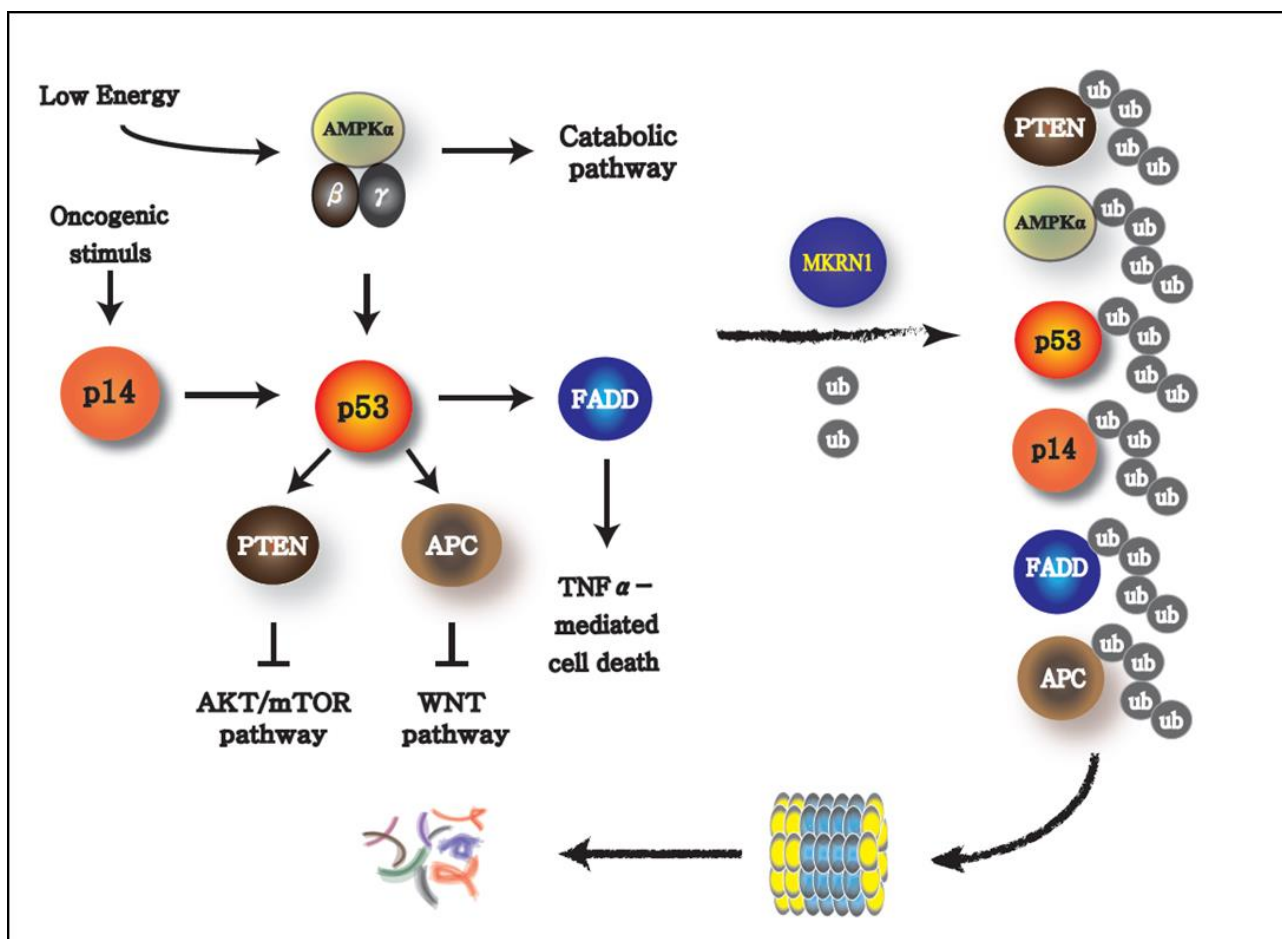 Low Energy
AMPKα
β γ
Catabolic
pathway
Oncogenic
stimuls
p14
p53
FADD
PTEN
APC
AKT/mTOR
pathway
WNT
pathway
TNFα-
mediated
cell death
MKRN1
ub
ub
PTEN ub ub ub ub
AMPKα ub ub ub ub
p53 ub ub ub ub
p14 ub ub ub ub
FADD ub ub ub ub
APC ub ub ub ub